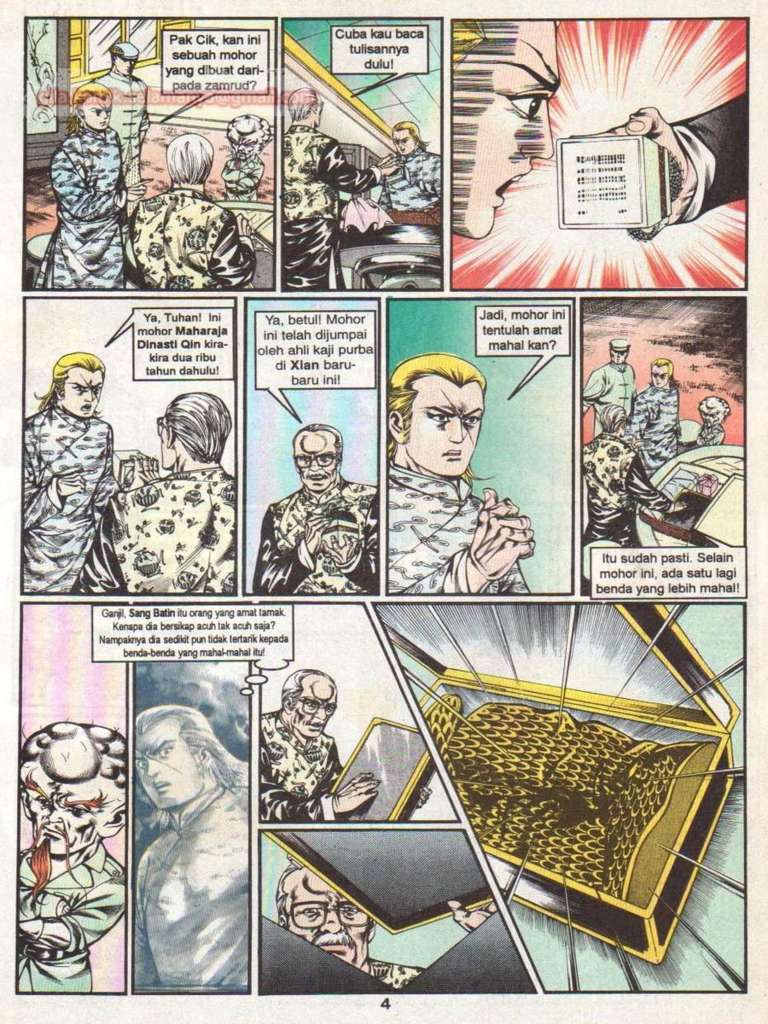 Pak Cik, kan ini
sebuah mohor
yang dibuat dari-
pada zamrud?
Cuba kau baca
tulisannya
dulu!
Ya, Tuhan! Ini
mohor Maharaja
Dinasti Qin kira-
kira dua ribu
tahun dahulu!
Ya, betul! Mohor
ini telah dijumpai
oleh ahli kaji purba
di Xian baru-
baru ini!
Jadi, mohor ini
tentulah amat
mahal kan?
Itu sudah pasti. Selain
mohor ini, ada satu lagi
benda yang lebih mahal!
Ganjil, Sang Batin itu orang yang amat tamak.
Kenapa dia bersikap acuh tak acuh saja?
Nampaknya dia sedikit pun tidak tertarik kepada
benda-benda yang mahal-mahal itu!
4